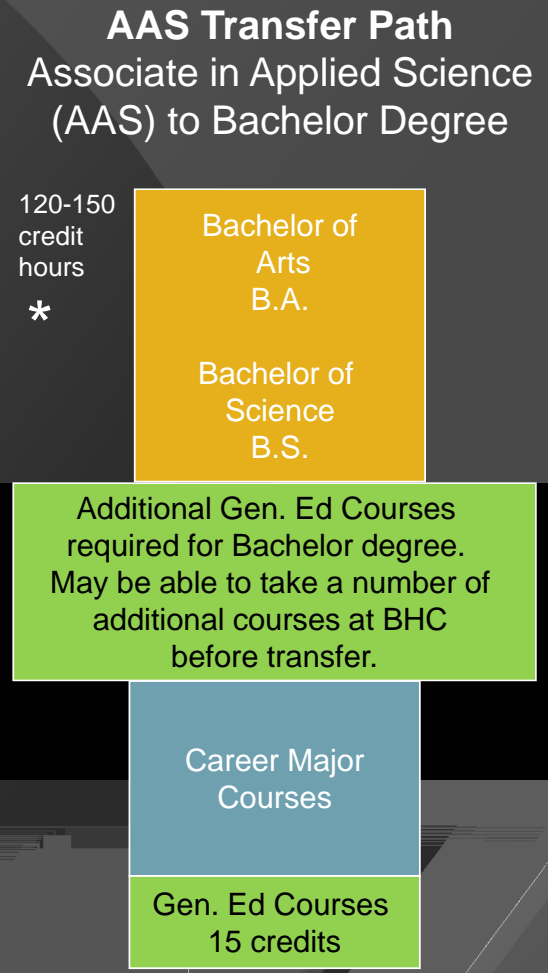 AAS Transfer Path
Associate in Applied Science
(AAS) to Bachelor Degree
120-150
credit
hours
*
Bachelor of
Arts
B.A.
Bachelor of
Science
B.S.
Additional Gen. Ed Courses
required for Bachelor degree.
May be able to take a number of
additional courses at BHC
before transfer.
Career Major
Courses
Gen. Ed Courses
15 credits